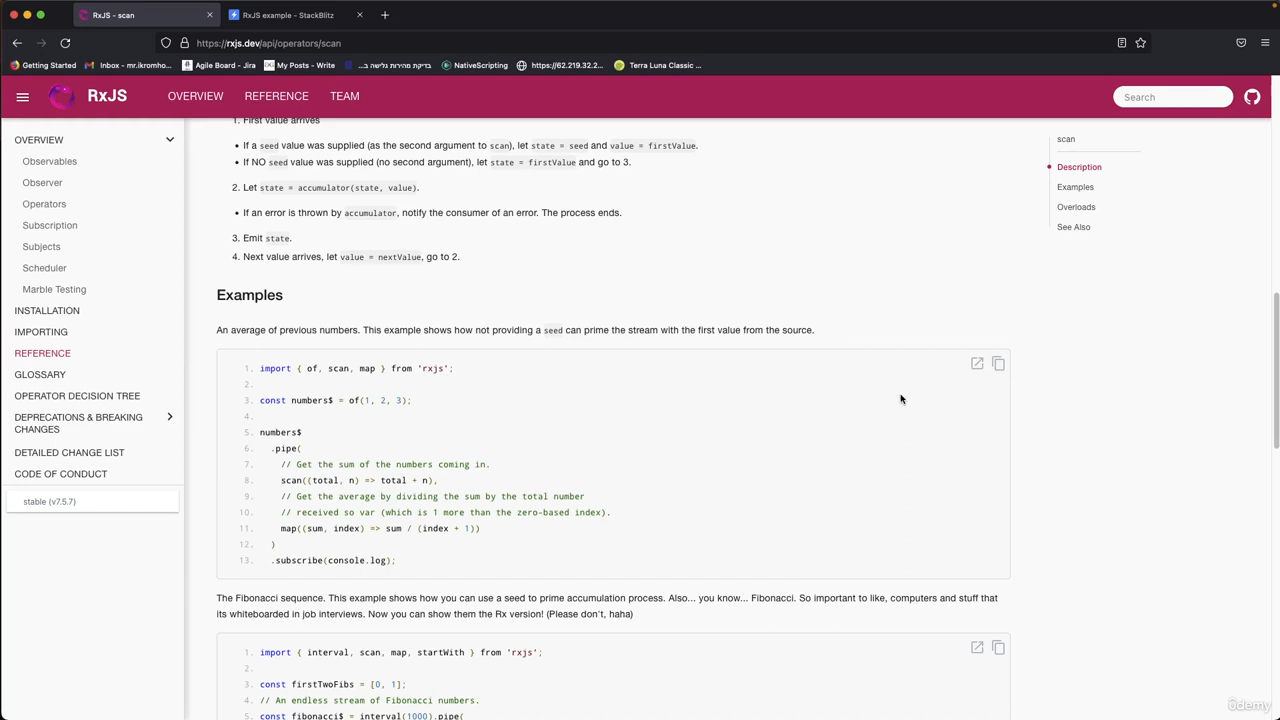 RxJS - scan
RxJS example - StackBlitz
https://rxjs.dev/api/operators/scan
Getting Started
Inbox - mr.ikromho...
Agile Board - Jira
My Posts - Write
בדיקת מהירות גלישה ב...
NativeScripting
https://62.219.32.2...
Terra Luna Classic ...
RxJS
OVERVIEW
REFERENCE
TEAM
Search
OVERVIEW
Observables
Observer
Operators
Subscription
Subjects
Scheduler
Marble Testing
INSTALLATION
IMPORTING
REFERENCE
GLOSSARY
OPERATOR DECISION TREE
DEPRECATIONS & BREAKING
CHANGES
DETAILED CHANGE LIST
CODE OF CONDUCT
stable (v7.5.7)
1. First value arrives
• If a seed value was supplied (as the second argument to scan), let state = seed and value = firstValue.
• If NO seed value was supplied (no second argument), let state = firstValue and go to 3.
2. Let state = accumulator(state, value).
• If an error is thrown by accumulator, notify the consumer of an error. The process ends.
3. Emit state.
4. Next value arrives, let value = nextValue, go to 2.
Examples
An average of previous numbers. This example shows how not providing a seed can prime the stream with the first value from the source.
1. import { of, scan, map } from 'rxjs';
2.
3. const numbers$ = of(1, 2, 3);
4.
5. numbers$
6. .pipe(
7. // Get the sum of the numbers coming in.
8. scan((total, n) => total + n),
9. // Get the average by dividing the sum by the total number
10. // received so var (which is 1 more than the zero-based index).
11. map((sum, index) => sum / (index + 1))
12. )
13. .subscribe(console.log);
The Fibonacci sequence. This example shows how you can use a seed to prime accumulation process. Also... you know... Fibonacci. So important to like, computers and stuff that
its whiteboarded in job interviews. Now you can show them the Rx version! (Please don't, haha)
1. import { interval, scan, map, startWith } from 'rxjs';
2.
3. const firstTwoFibs = [0, 1];
4. // An endless stream of Fibonacci numbers.
5. const fibonacci$ = interval(1000).pipe(
scan
Description
Examples
Overloads
See Also
ûdemy